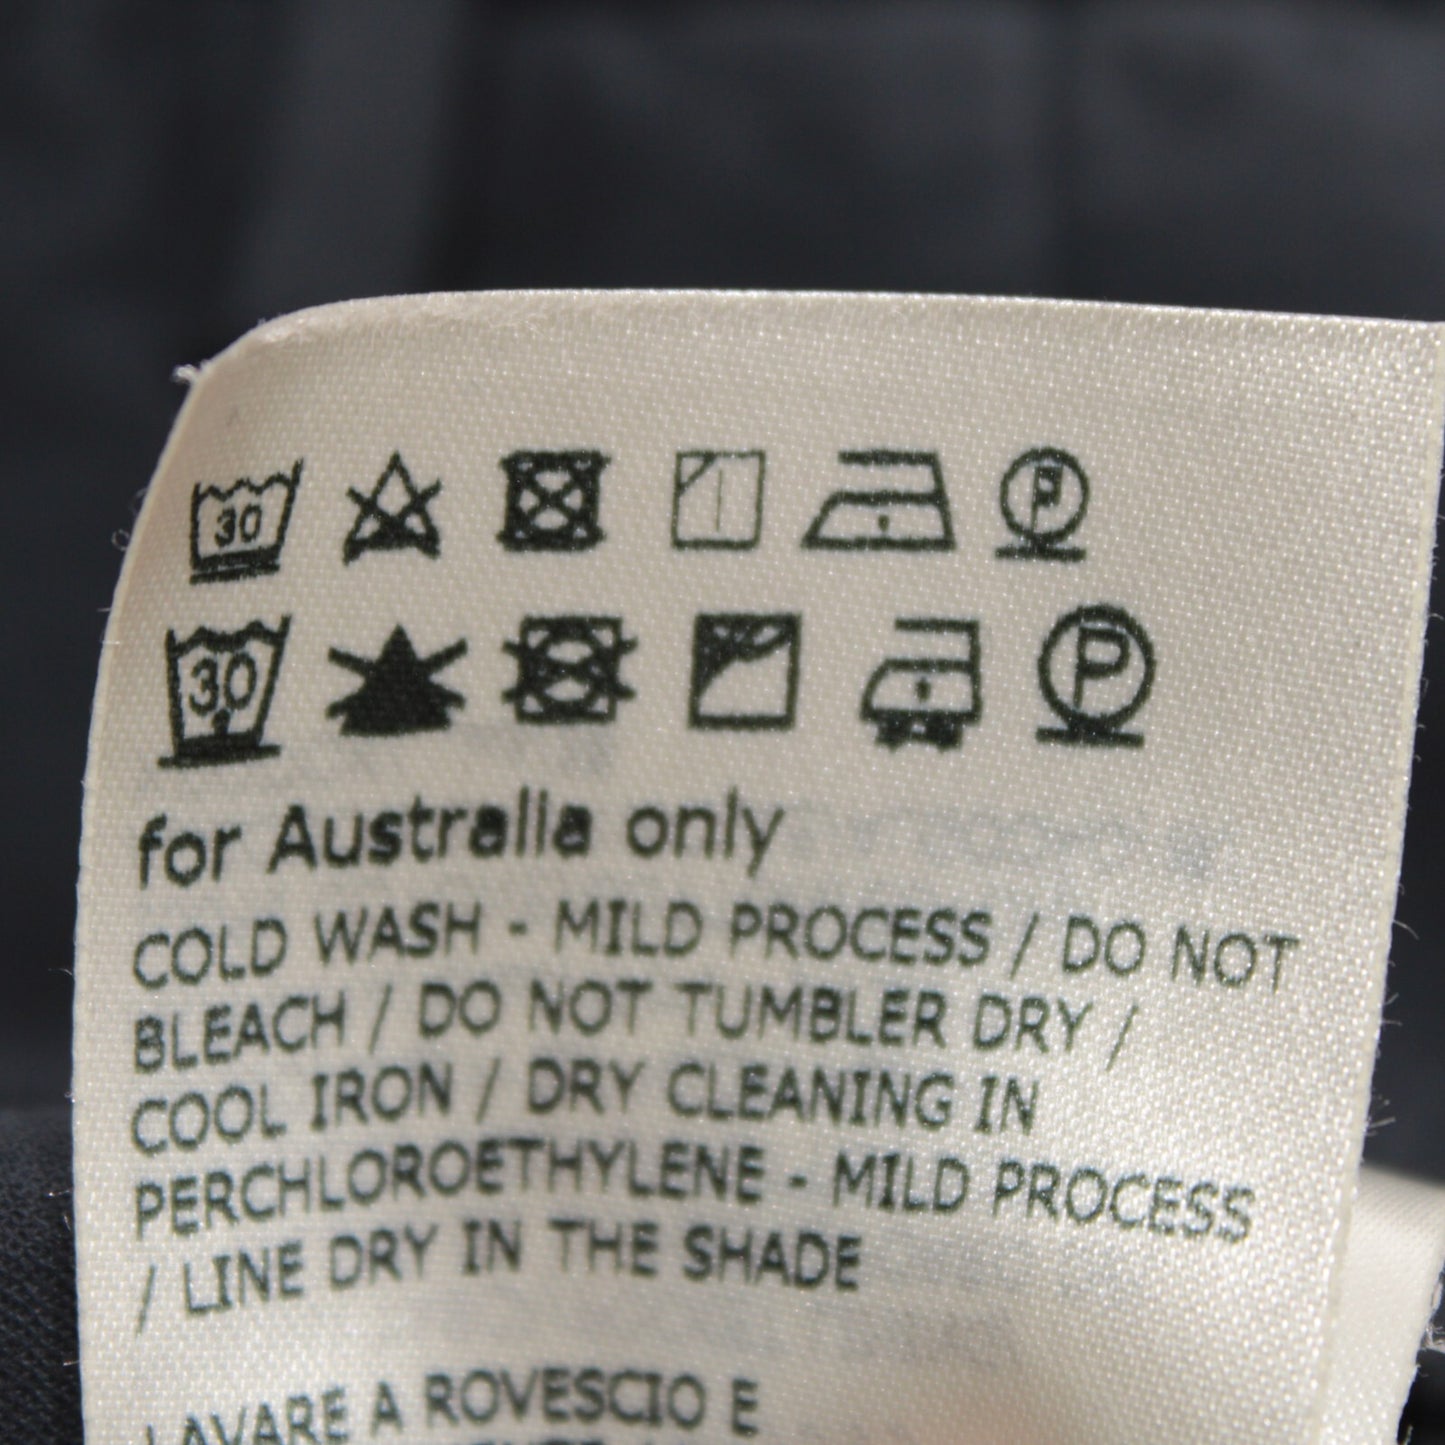 30
P
30
P
for Australia only
COLD WASH - MILD PROCESS / DO NOT
BLEACH / DO NOT TUMBLER DRY /
COOL IRON / DRY CLEANING IN
PERCHLOROETHYLENE - MILD PROCESS
/ LINE DRY IN THE SHADE
LAVARE A ROVESCIO E